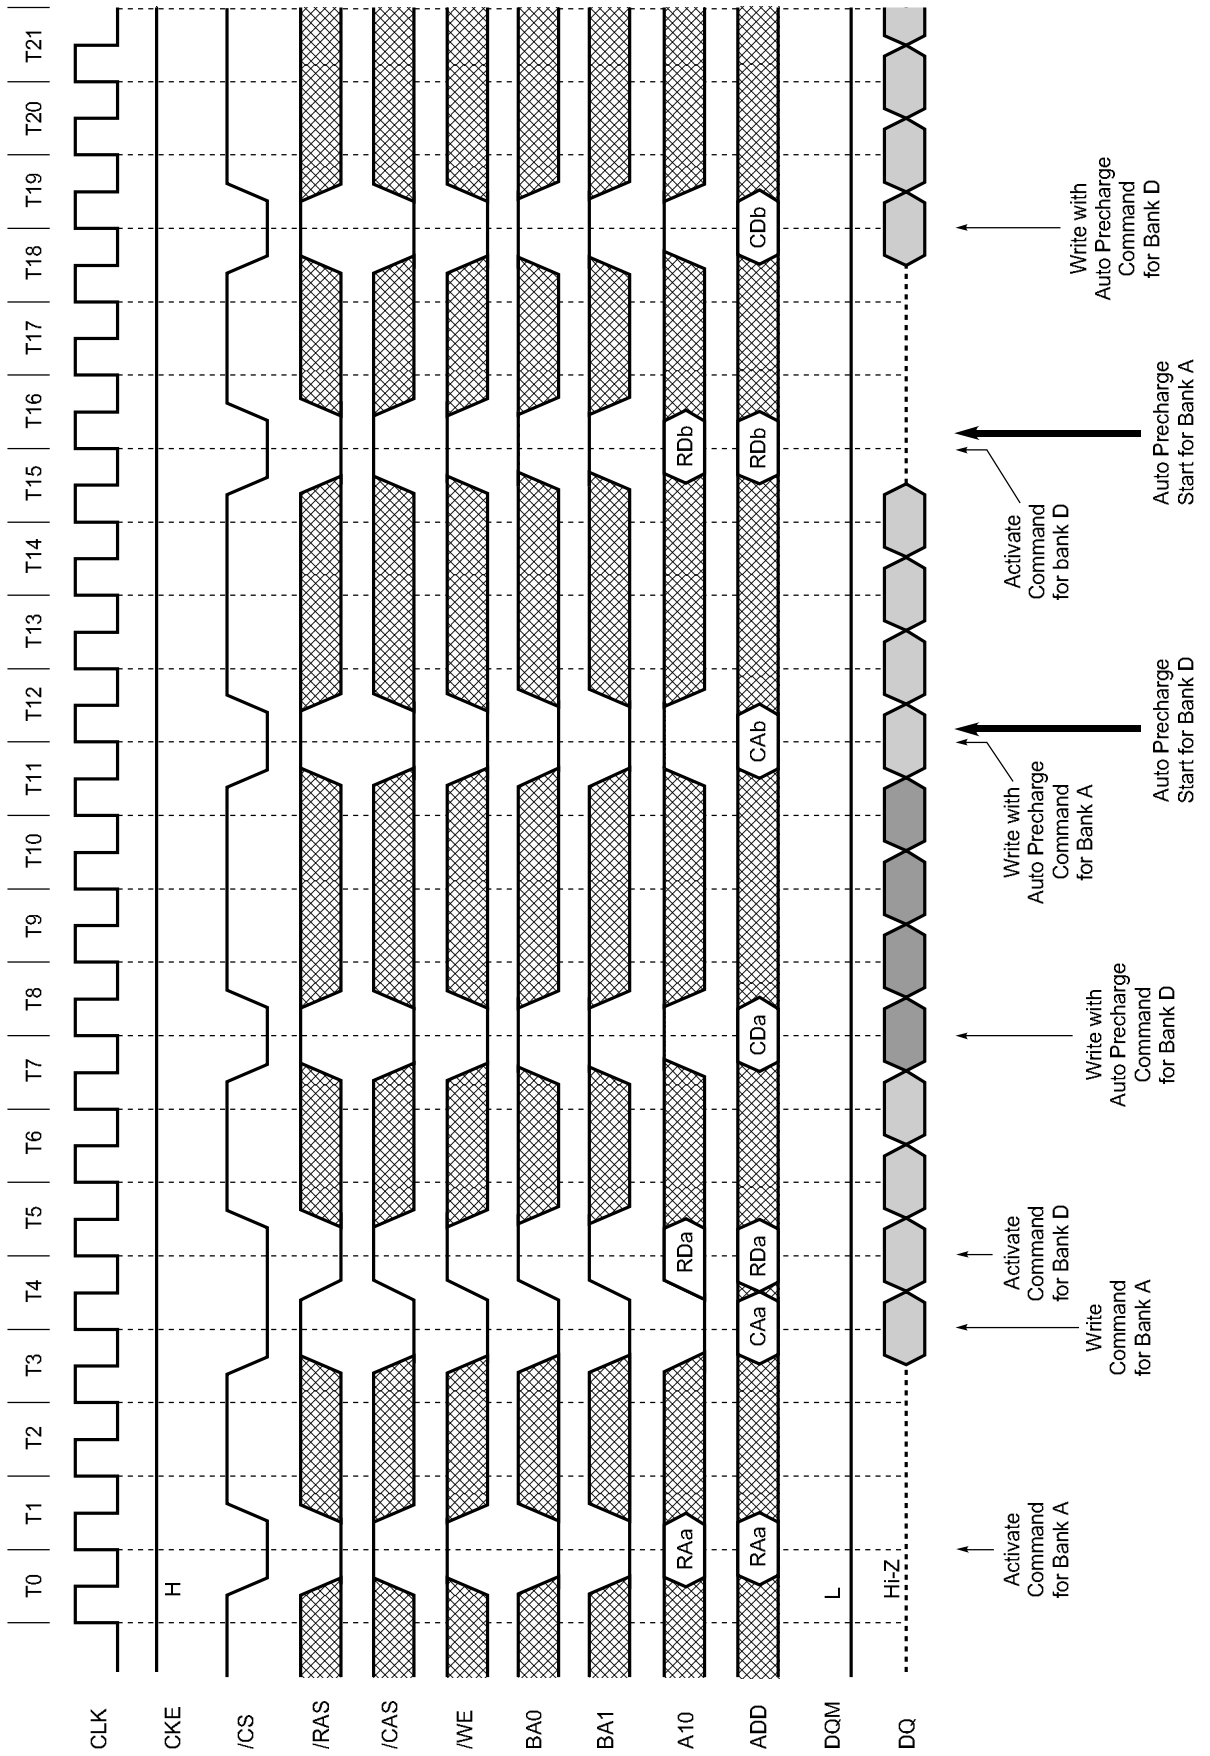 T0 T1 T2 T3 T4 T5 T6 T7 T8 T9 T10 T11 T12 T13 T14 T15 T16 T17 T18 T19 T20 T21
CLK
CKE H
/CS
/RAS
/CAS
/WE
BA0
BA1
A10 RAa RDa RDb
ADD RAa CAa RDa CDa CAb RDb CDb
DQM L
DQ Hi-Z
Activate
Command
for Bank A
Write
Command
for Bank A
Activate
Command
for Bank D
Write with
Auto Precharge
Command
for Bank D
Write with
Auto Precharge
Command
for Bank A
Auto Precharge
Start for Bank D
Activate
Command
for bank D
Auto Precharge
Start for Bank A
Write with
Auto Precharge
Command
for Bank D